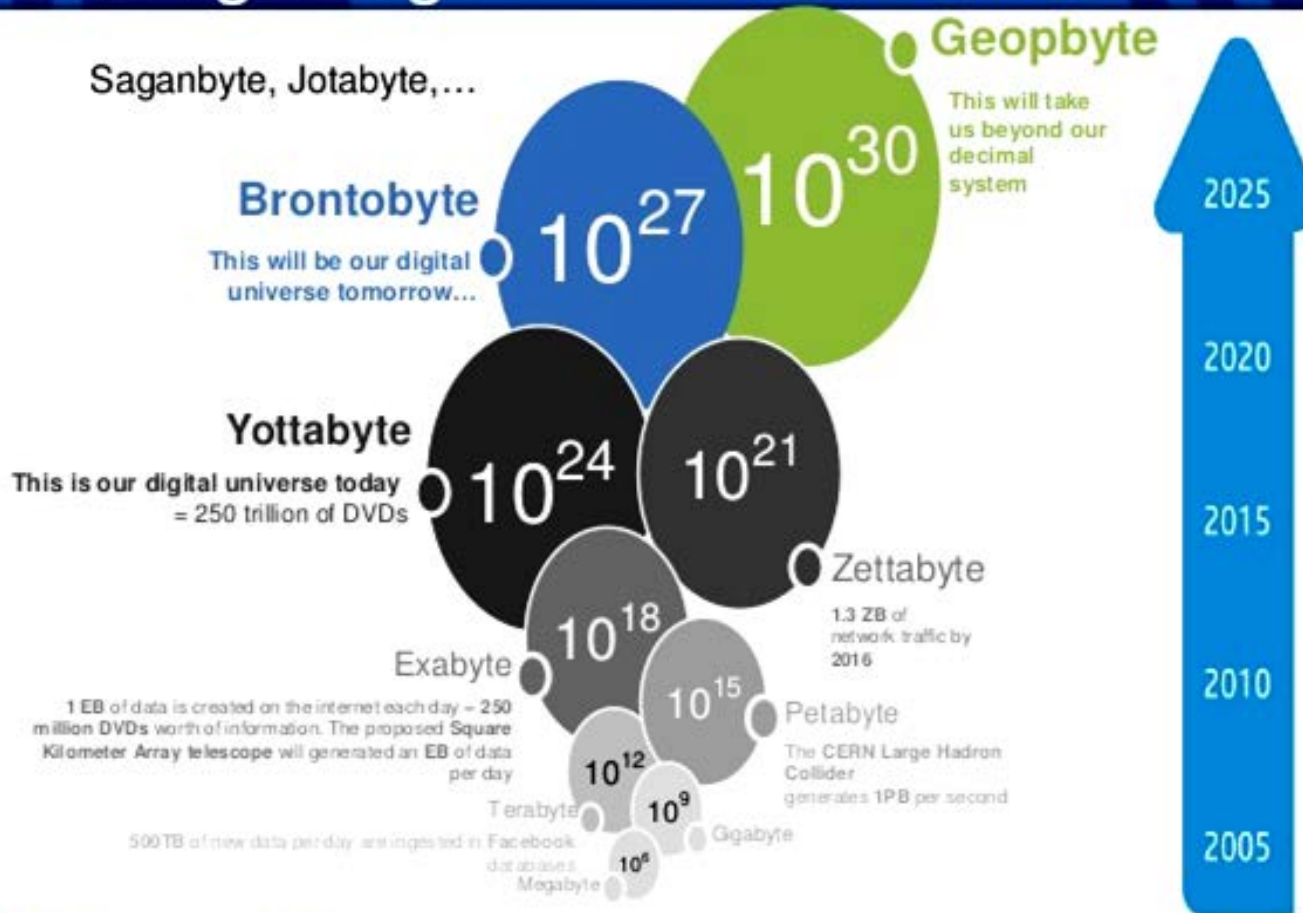 Saganbyte, Jotabyte,…
Geopbyte
This will take
us beyond our
decimal
system
10^30
Brontobyte
This will be our digital
universe tomorrow…
10^27
Yottabyte
This is our digital universe today
= 250 trillion of DVDs
10^24
10^21
Zettabyte
1.3 ZB of
network traffic by
2016
10^18
Exabyte
1 EB of data is created on the internet each day – 250
million DVDs worth of information. The proposed Square
Kilometer Array telescope will generated an EB of data
per day
10^15
Petabyte
The CERN Large Hadron
Collider
generates 1PB per second
10^12
Terabyte
500TB of new data per day are ingested in Facebook
databases
10^9
Gigabyte
10^6
Megabyte
2025
2020
2015
2010
2005